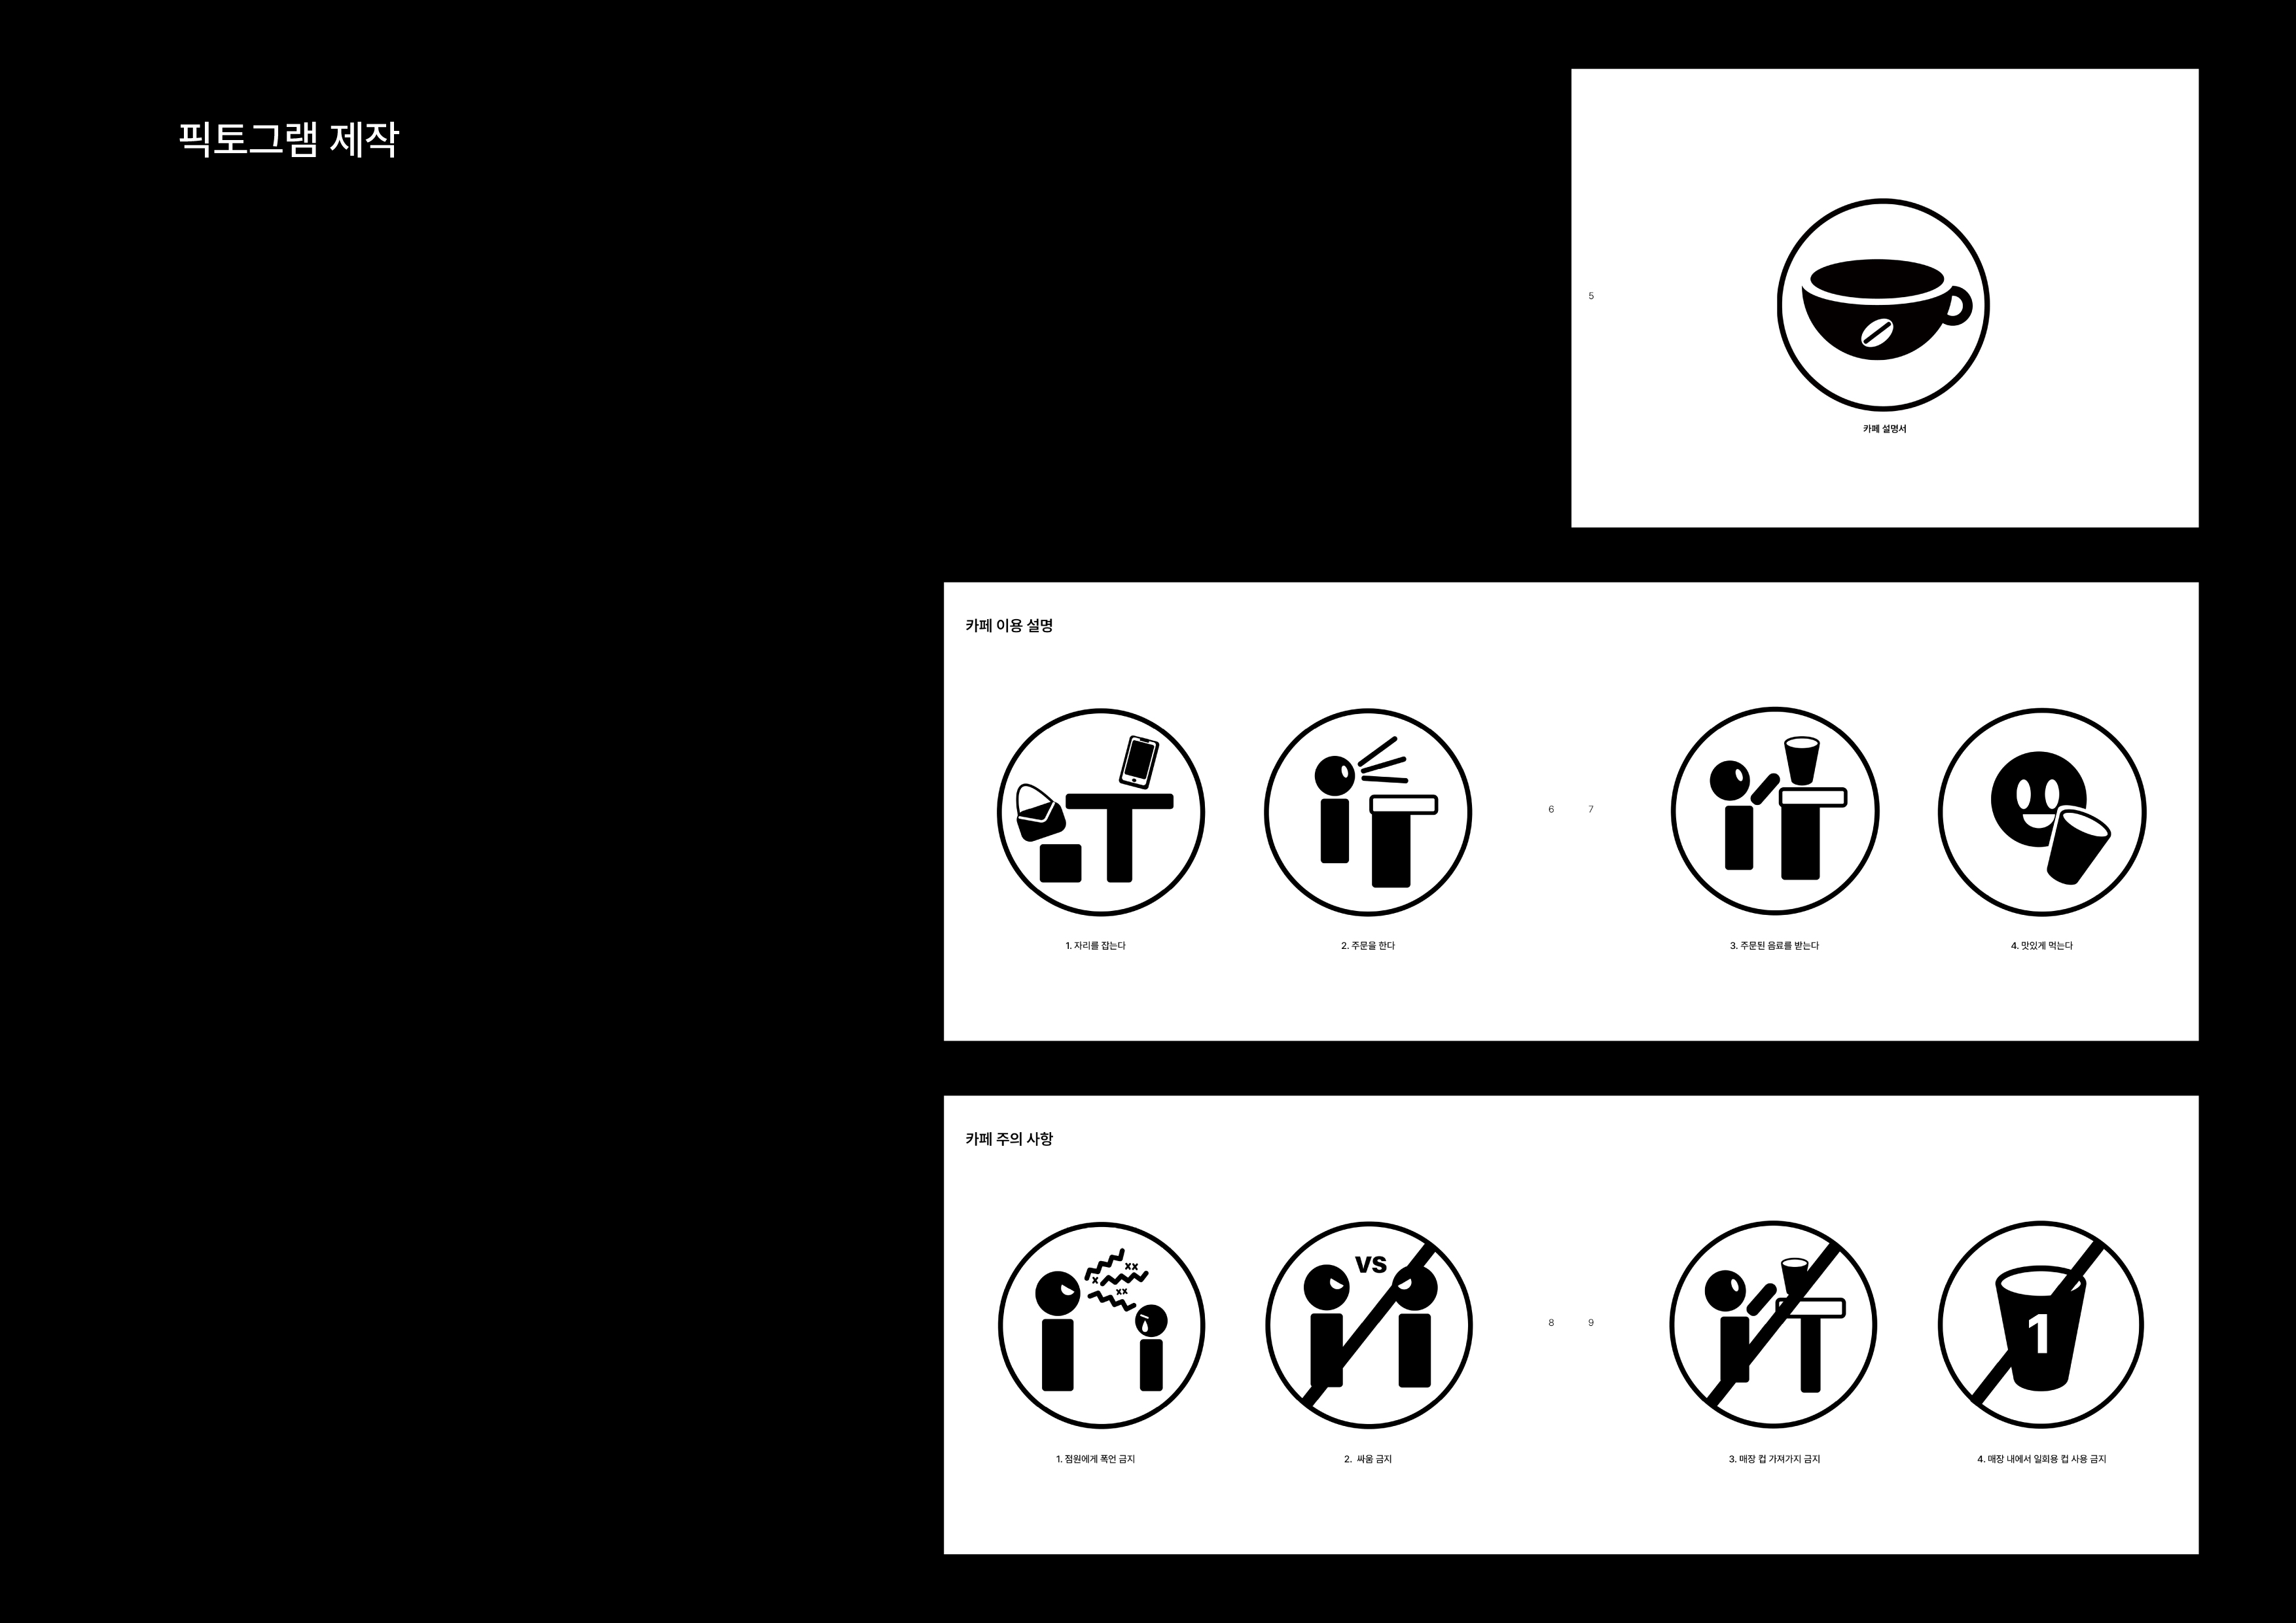 픽토그램 제작
5
카페 설명서
카페 이용 설명
6
7
1. 자리를 잡는다
2. 주문을 한다
3. 주문된 음료를 받는다
4. 맛있게 먹는다
카페 주의 사항
xx
x
xx
VS
1
8
9
1. 점원에게 폭언 금지
2. 싸움 금지
3. 매장 컵 가져가지 금지
4. 매장 내에서 일회용 컵 사용 금지